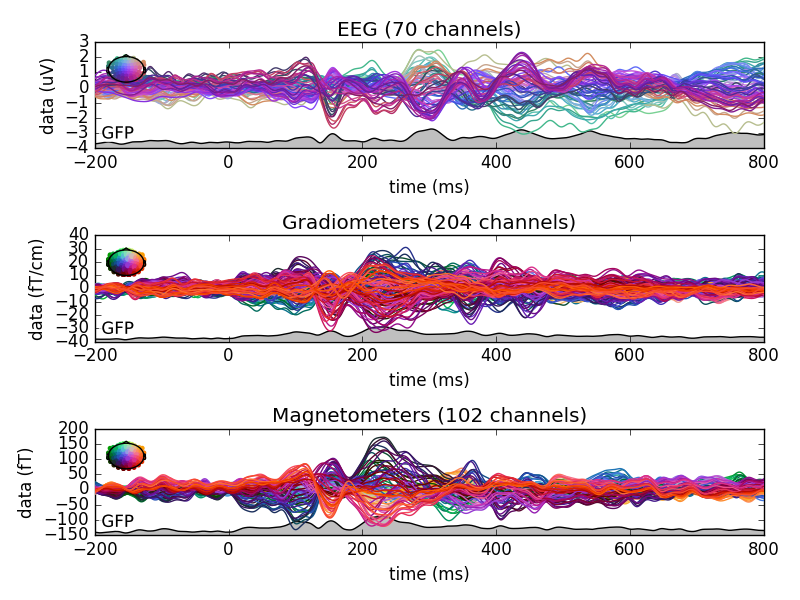 EEG (70 channels)
3
2
1
0
−1
−2
−3
−4
data (uV)
GFP
−200 0 200 400 600 800
time (ms)
Gradiometers (204 channels)
40
30
20
10
0
−10
−20
−30
−40
data (fT/cm)
GFP
−200 0 200 400 600 800
time (ms)
Magnetometers (102 channels)
200
150
100
50
0
−50
−100
−150
data (fT)
GFP
−200 0 200 400 600 800
time (ms)